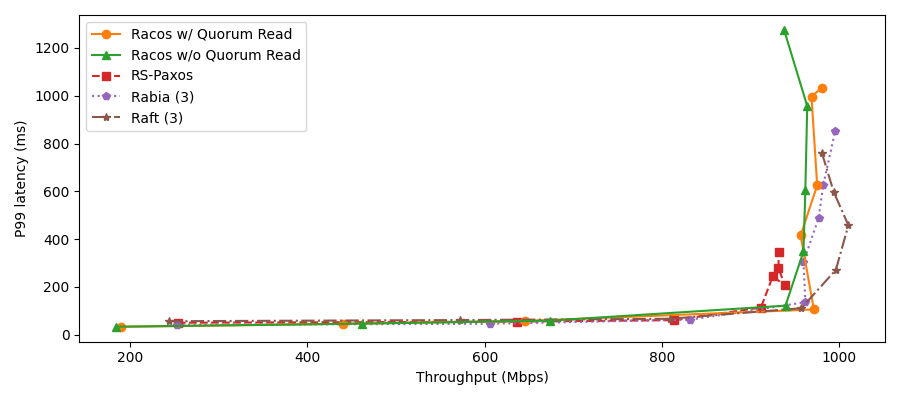 Racos w/ Quorum Read
Racos w/o Quorum Read
RS-Paxos
Rabia (3)
Raft (3)
P99 latency (ms)
1200
1000
800
600
400
200
0
200
400
600
800
1000
Throughput (Mbps)